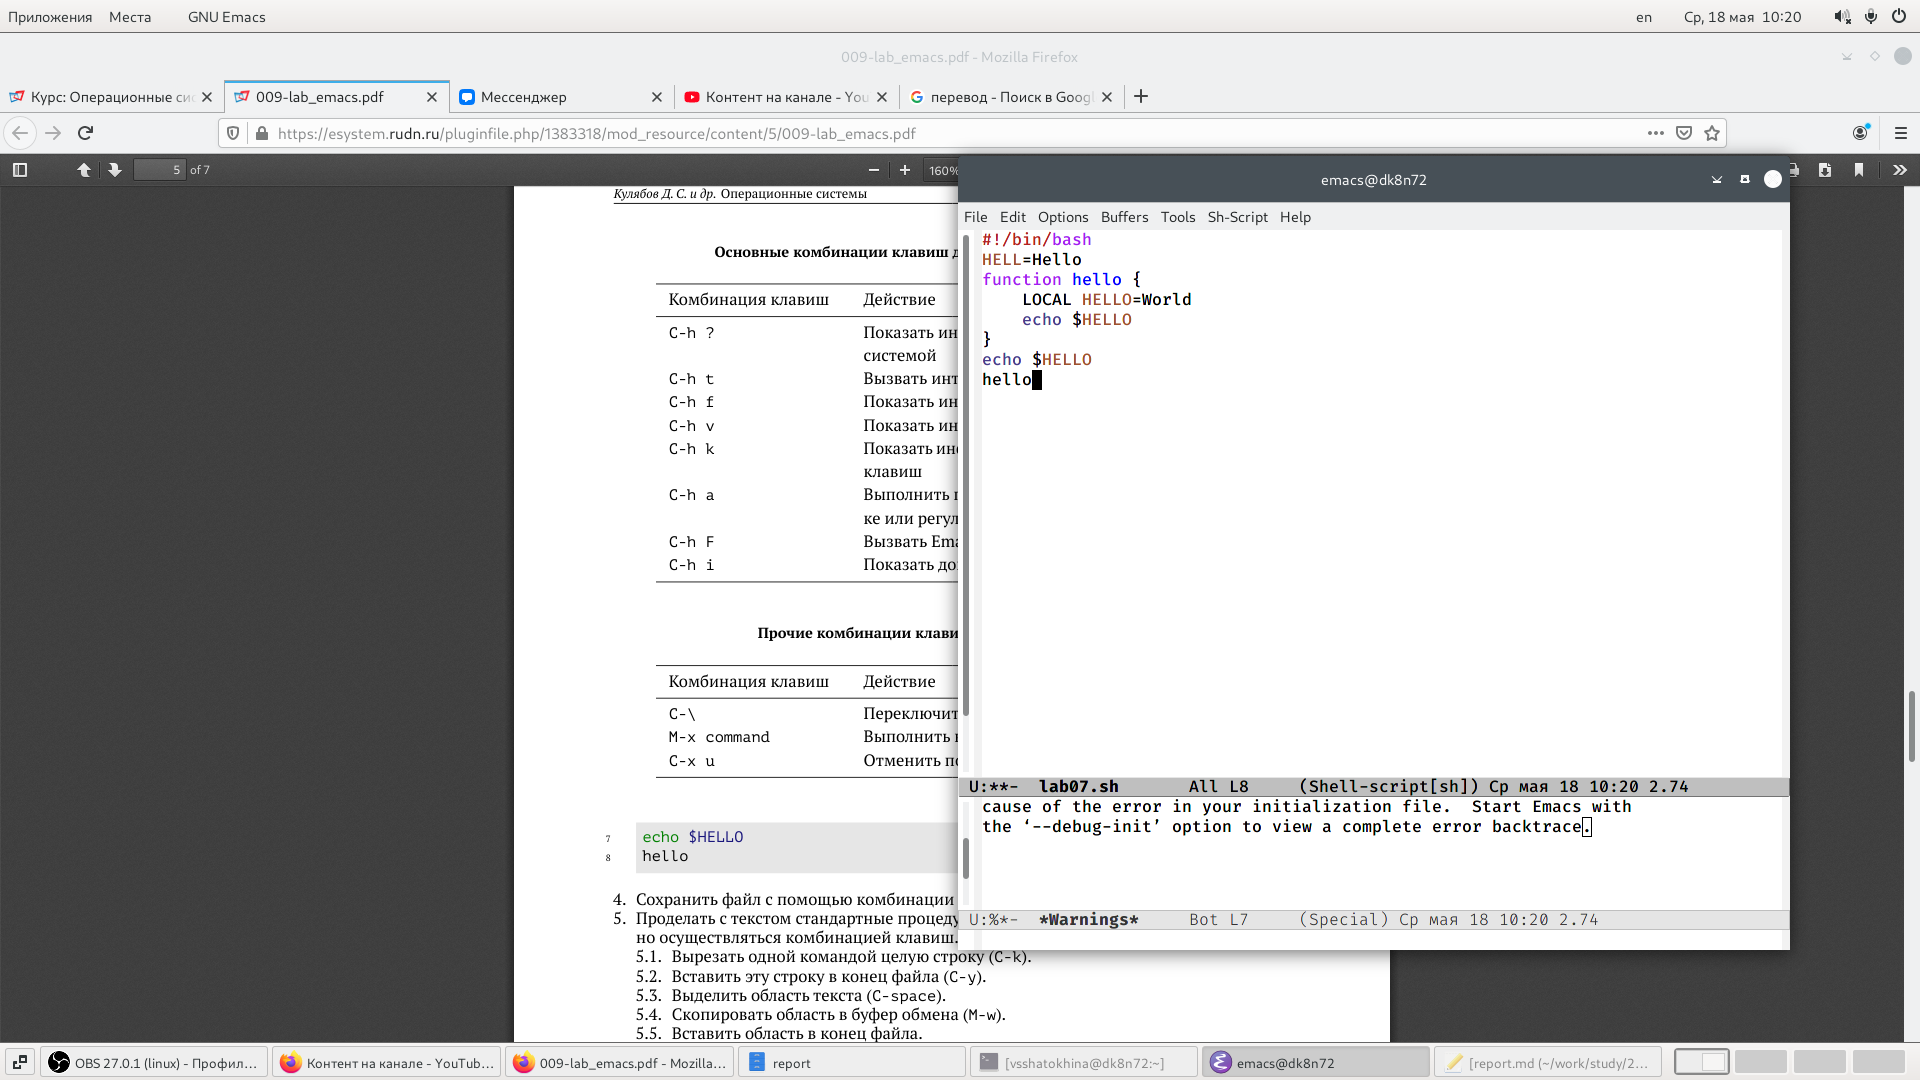 Приложения Места GNU Emacs en Ср, 18 мая 10:20
009-lab_emacs.pdf - Mozilla Firefox
Курс: Операционные си 009-lab_emacs.pdf Мессенджер Контент на канале - You перевод - Поиск в Googl
https://esystem.rudn.ru/pluginfile.php/1383318/mod_resource/content/5/009-lab_emacs.pdf
5 of 7 160%
Кулябов Д. С. и др. Операционные системы
Основные комбинации клавиш д
Комбинация клавиш Действие
C-h ? Показать ин
системой
C-h t Вызвать инт
C-h f Показать ин
C-h v Показать ин
C-h k Показать ин
клавиш
C-h a Выполнить п
ке или регул
C-h F Вызвать Ema
C-h i Показать до
Прочие комбинации клави
Комбинация клавиш Действие
C-\ Переключит
M-x command Выполнить
C-x u Отменить по
7 echo $HELLO
8 hello
4. Сохранить файл с помощью комбинации
5. Проделать с текстом стандартные процеду
но осуществляться комбинацией клавиш.
5.1. Вырезать одной командой целую строку (C-k).
5.2. Вставить эту строку в конец файла (C-y).
5.3. Выделить область текста (C-space).
5.4. Скопировать область в буфер обмена (M-w).
5.5. Вставить область в конец файла.
emacs@dk8n72
File Edit Options Buffers Tools Sh-Script Help
#!/bin/bash
HELL=Hello
function hello {
    LOCAL HELLO=World
    echo $HELLO
}
echo $HELLO
hello
U:**- lab07.sh All L8 (Shell-script[sh]) Ср мая 18 10:20 2.74
cause of the error in your initialization file. Start Emacs with
the ‘--debug-init’ option to view a complete error backtrace.
U:%*- *Warnings* Bot L7 (Special) Ср мая 18 10:20 2.74
OBS 27.0.1 (linux) - Профил... Контент на канале - YouTub... 009-lab_emacs.pdf - Mozilla... report [vsshatokhina@dk8n72:~] emacs@dk8n72 [report.md (~/work/study/2...